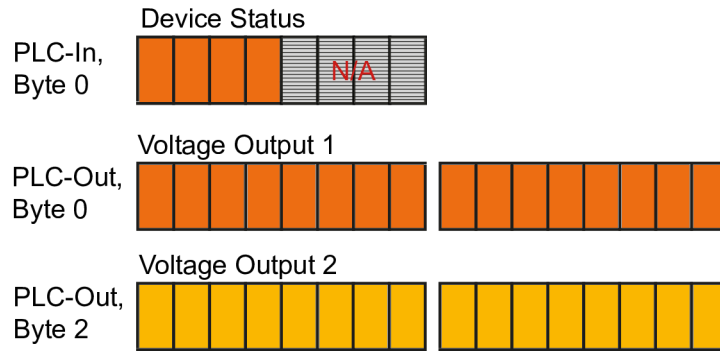 Device Status
PLC-In,
Byte 0
N/A
Voltage Output 1
PLC-Out,
Byte 0
Voltage Output 2
PLC-Out,
Byte 2